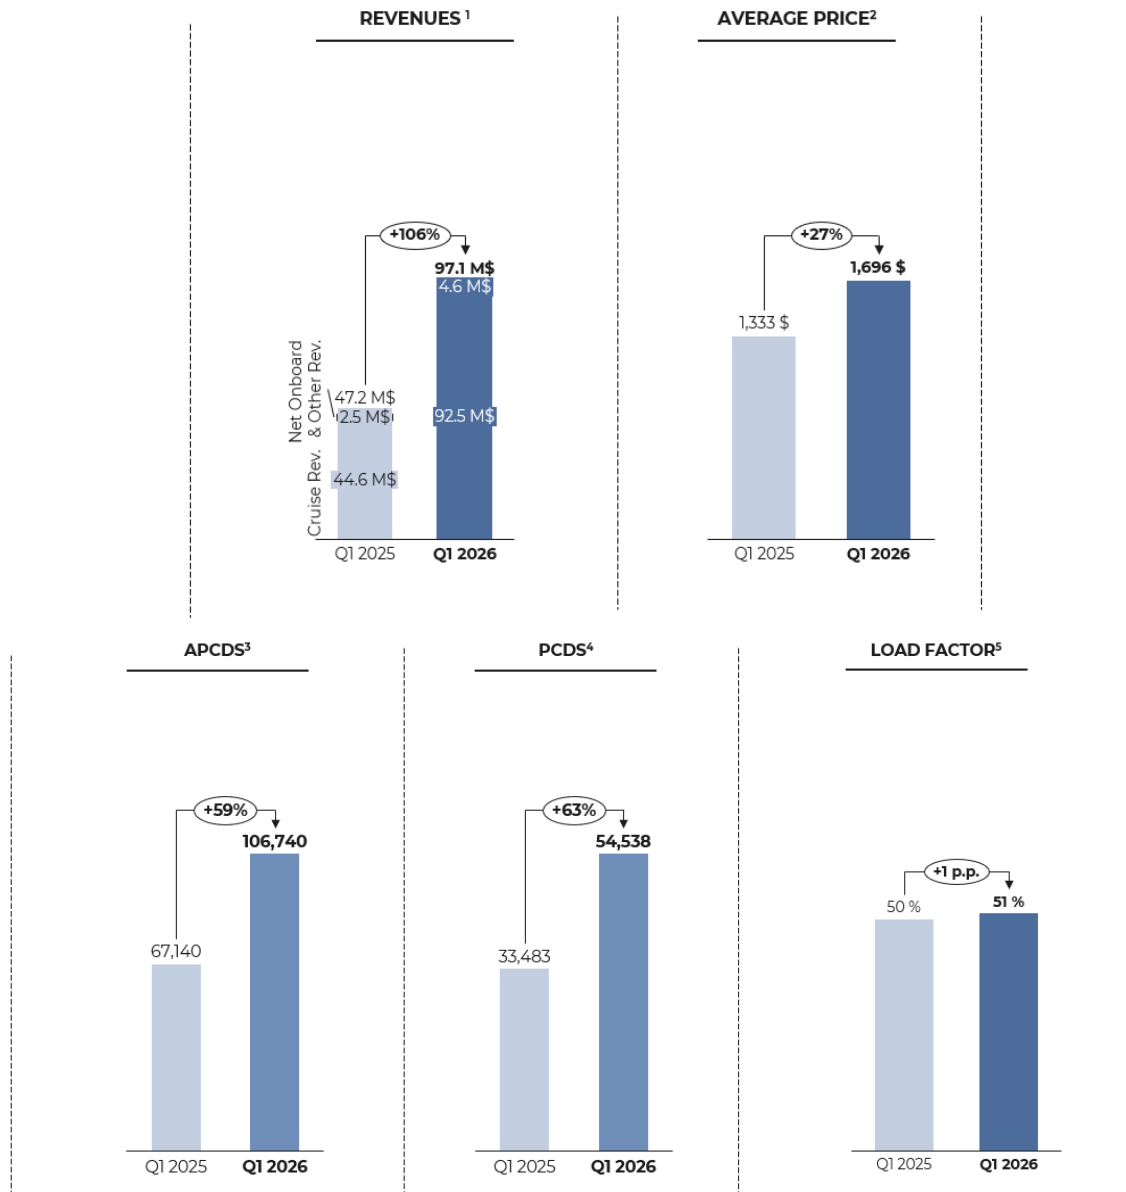 REVENUES ¹
AVERAGE PRICE²
+106%
+27%
97.1 M$
4.6 M$
1,696 $
1,333 $
Net Onboard
& Other Rev.
47.2 M$
2.5 M$
92.5 M$
Cruise Rev.
44.6 M$
Q1 2025
Q1 2026
Q1 2025
Q1 2026
APCDS³
PCDS⁴
LOAD FACTOR⁵
+59%
+63%
106,740
54,538
+1 p.p.
50 %
51 %
67,140
33,483
Q1 2025
Q1 2026
Q1 2025
Q1 2026
Q1 2025
Q1 2026